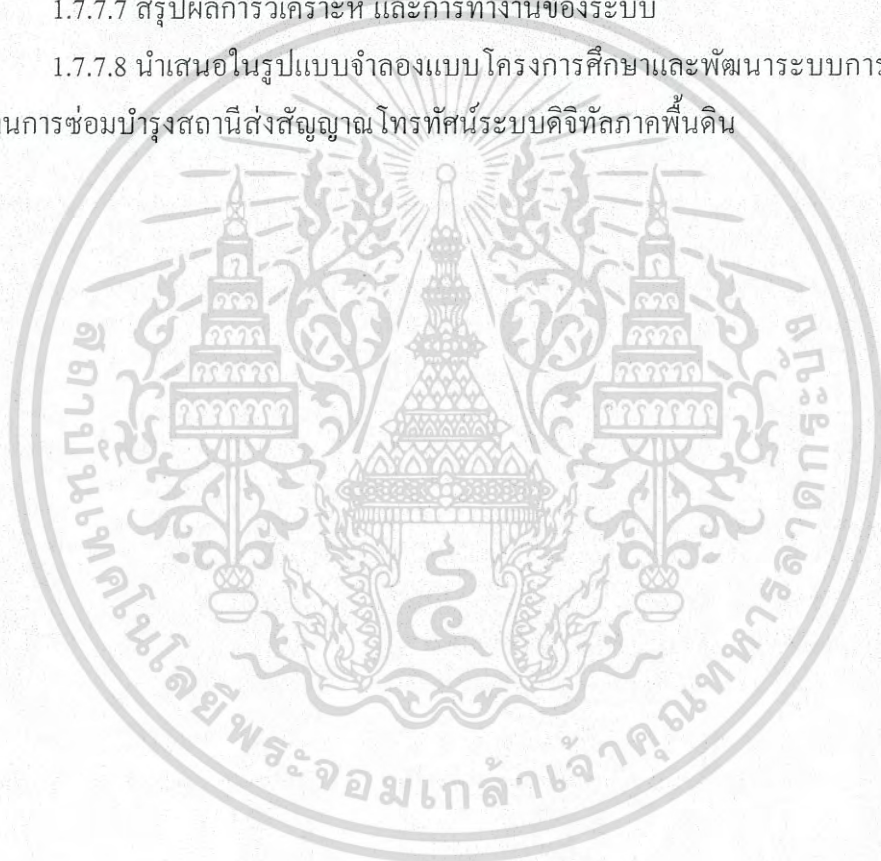 1.7.7.7 สรุปผลการวิเคราะห์ และการทำงานของระบบ
1.7.7.8 นำเสนอในรูปแบบจำลองแบบโครงการศึกษาและพัฒนาระบบการ
นการซ่อมบำรุงสถานีส่งสัญญาณโทรทัศน์ระบบดิจิทัลภาคพื้นดิน
สถาบันเทคโนโลยีพระจอมเกล้าเจ้าคุณทหารลาดกระบัง